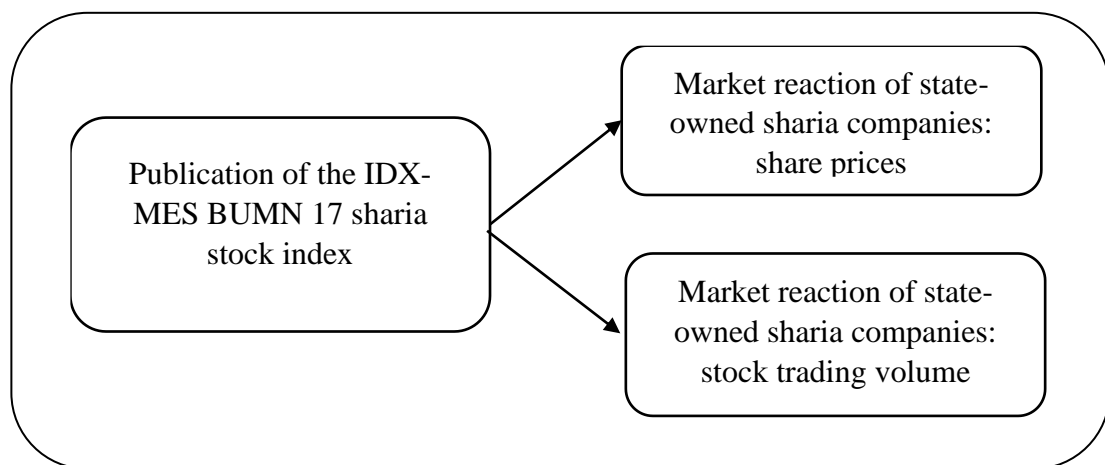 Publication of the IDX-
MES BUMN 17 sharia
stock index
Market reaction of state-
owned sharia companies:
share prices
Market reaction of state-
owned sharia companies:
stock trading volume